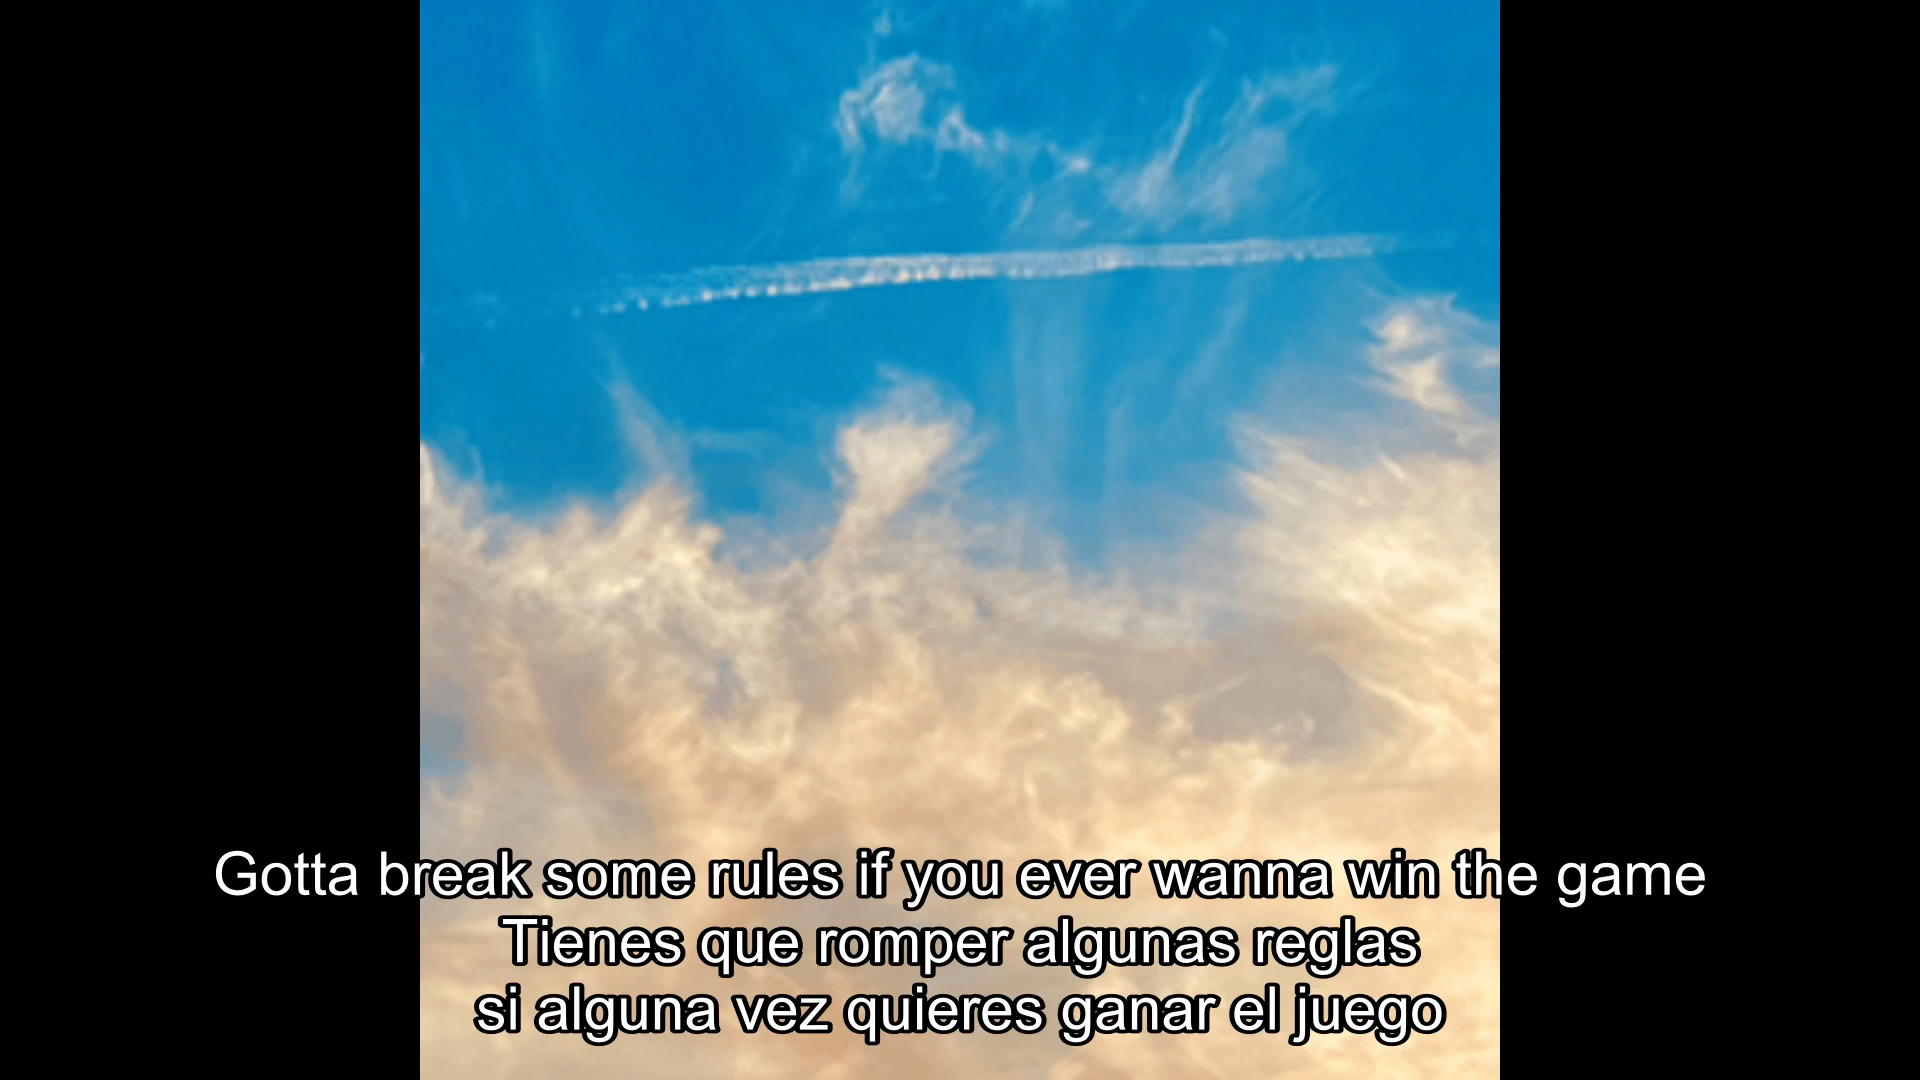 Gotta break some rules if you ever wanna win the game
Tienes que romper algunas reglas
si alguna vez quieres ganar el juego